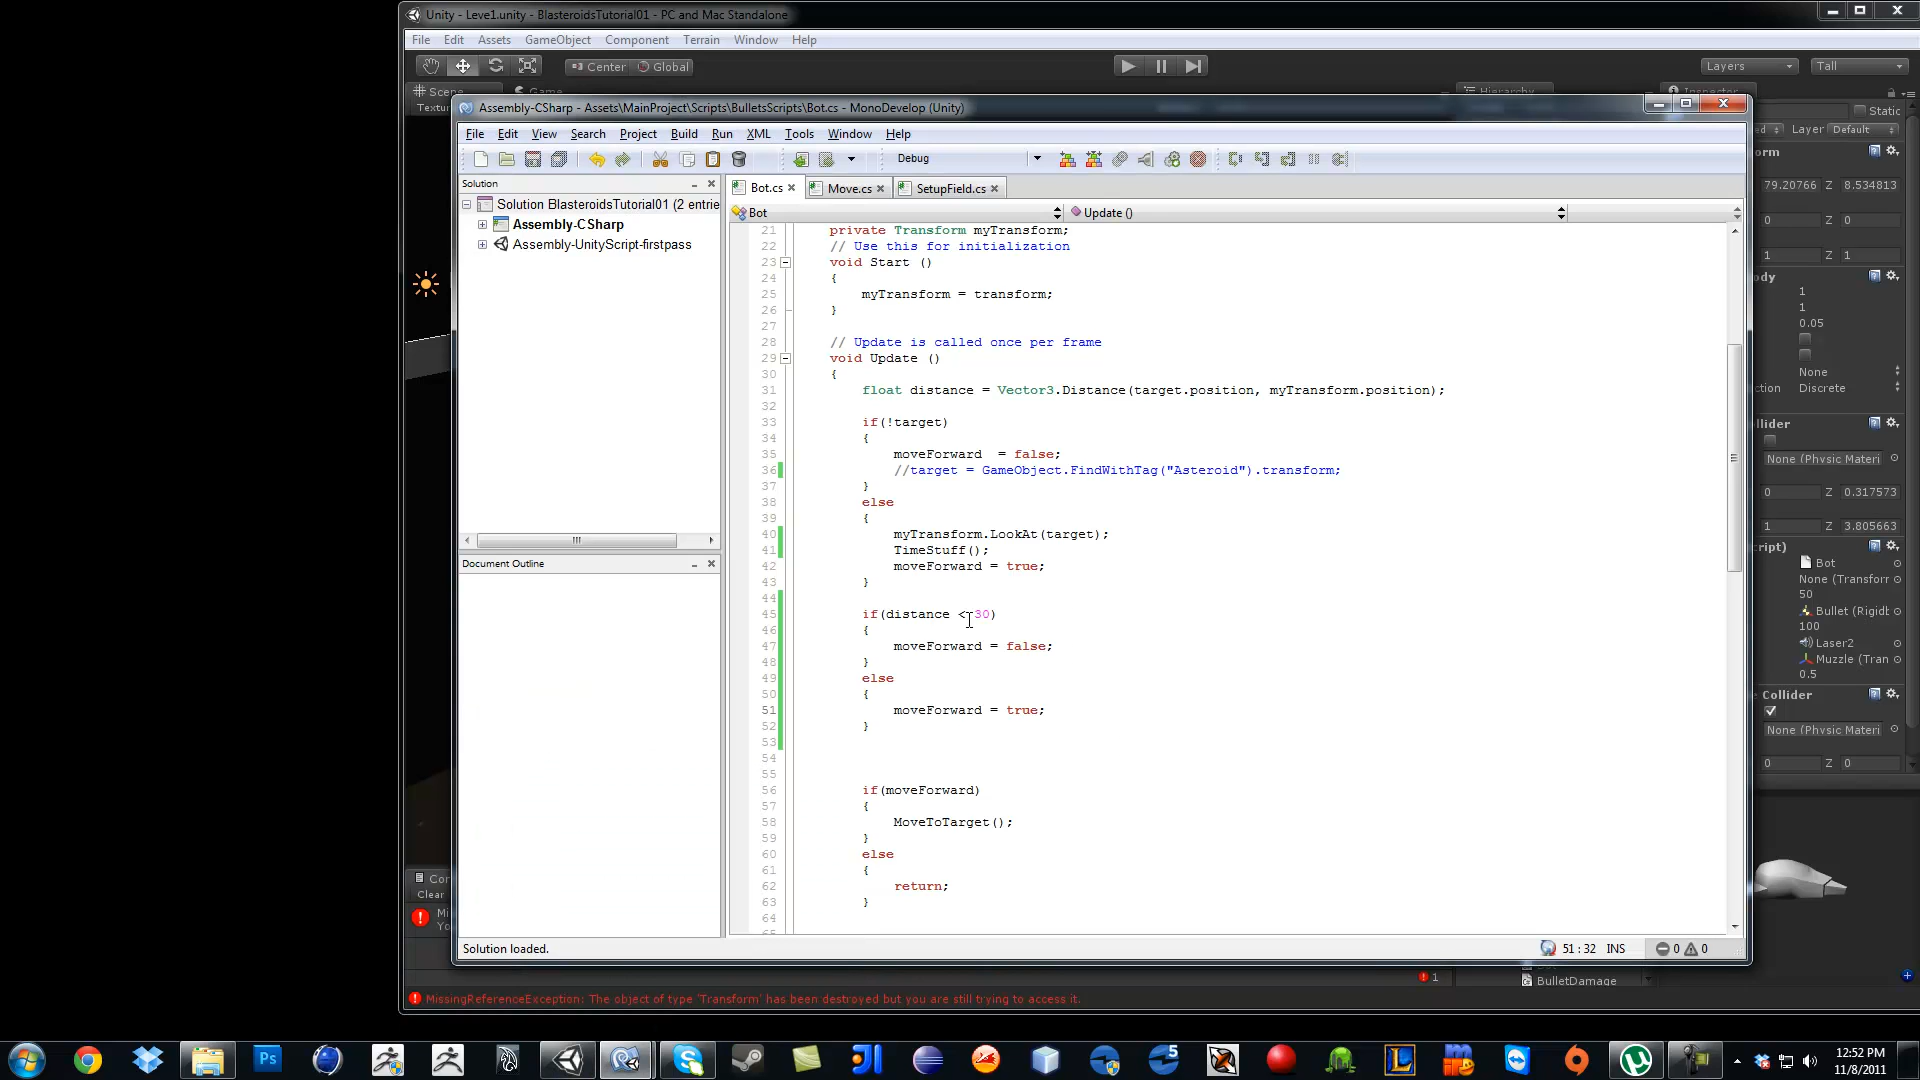 Unity - Leve1.unity - BlasteroidsTutorial01 - PC and Mac Standalone
File Edit Assets GameObject Component Terrain Window Help
Center Global Layers Tall
Scene Game Hierarchy Inspector
Assembly-CSharp - Assets\MainProject\Scripts\BulletsScripts\Bot.cs - MonoDevelop (Unity)
File Edit View Search Project Build Run XML Tools Window Help
Debug
Solution
Bot.cs Move.cs SetupField.cs
Solution BlasteroidsTutorial01 (2 entrie
Assembly-CSharp
Assembly-UnityScript-firstpass
Document Outline
Bot Update ()
21 private Transform myTransform;
22 // Use this for initialization
23 void Start ()
24 {
25 myTransform = transform;
26 }
27
28 // Update is called once per frame
29 void Update ()
30 {
31 float distance = Vector3.Distance(target.position, myTransform.position);
32
33 if(!target)
34 {
35 moveForward  = false;
36 //target = GameObject.FindWithTag("Asteroid").transform;
37 }
38 else
39 {
40 myTransform.LookAt(target);
41 TimeStuff();
42 moveForward = true;
43 }
44
45 if(distance < 30)
46 {
47 moveForward = false;
48 }
49 else
50 {
51 moveForward = true;
52 }
53
54
55
56 if(moveForward)
57 {
58 MoveToTarget();
59 }
60 else
61 {
62 return;
63 }
64
Solution loaded.
51 : 32 INS 0 0
Static
Layer Default
79.20766 Z 8.534813
0 Z 0
1 Z 1
1
1
0.05
None
Discrete
None (Physic Materi
0 Z 0.317573
1 Z 3.805663
Bot
None (Transforr
50
Bullet (Rigidb
100
Laser2
Muzzle (Tran
0.5
Collider
None (Physic Materi
0 Z 0
Clear
1
BulletDamage
MissingReferenceException: The object of type 'Transform' has been destroyed but you are still trying to access it.
12:52 PM
11/8/2011